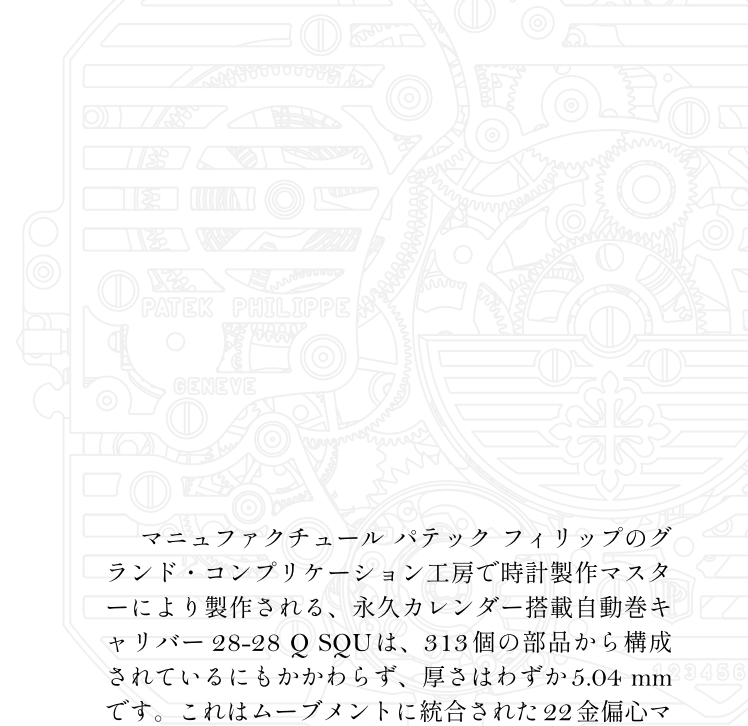 PATEK PHILIPPE
GENEVE
マニュファクチュール パテック フィリップのグ
ランド・コンプリケーション工房で時計製作マスタ
ーにより製作される、永久カレンダー搭載自動巻キ
ャリバー 28-28 Q SQUは、313個の部品から構成
されているにもかかわらず、厚さはわずか5.04 mm
123456
です。これはムーブメントに統合された22金偏心マ